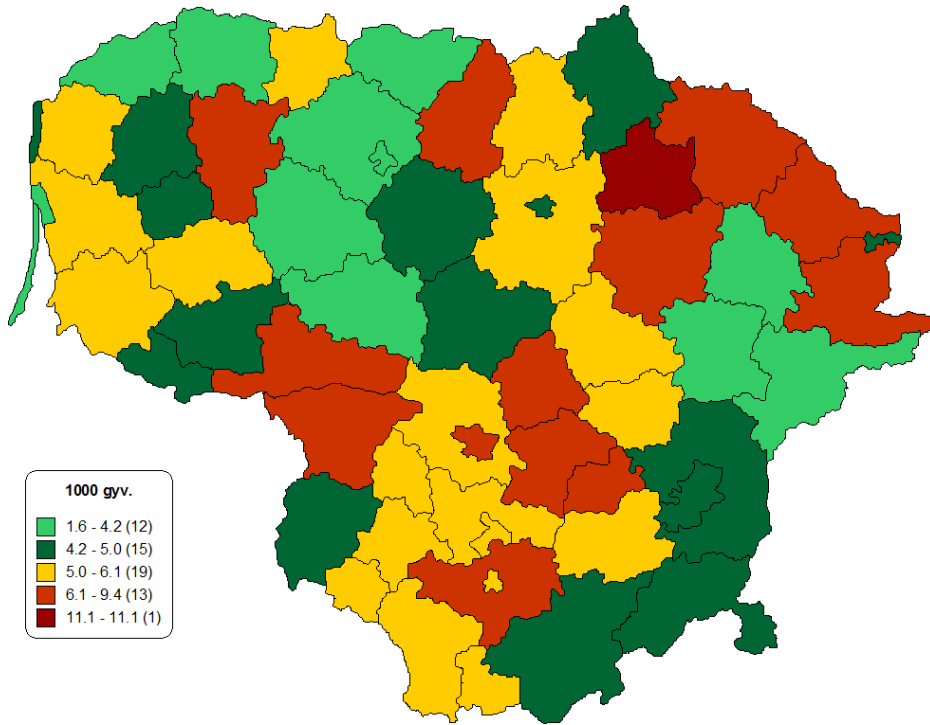 1000 gyv.
1.6 - 4.2 (12)
4.2 - 5.0 (15)
5.0 - 6.1 (19)
6.1 - 9.4 (13)
11.1 - 11.1 (1)